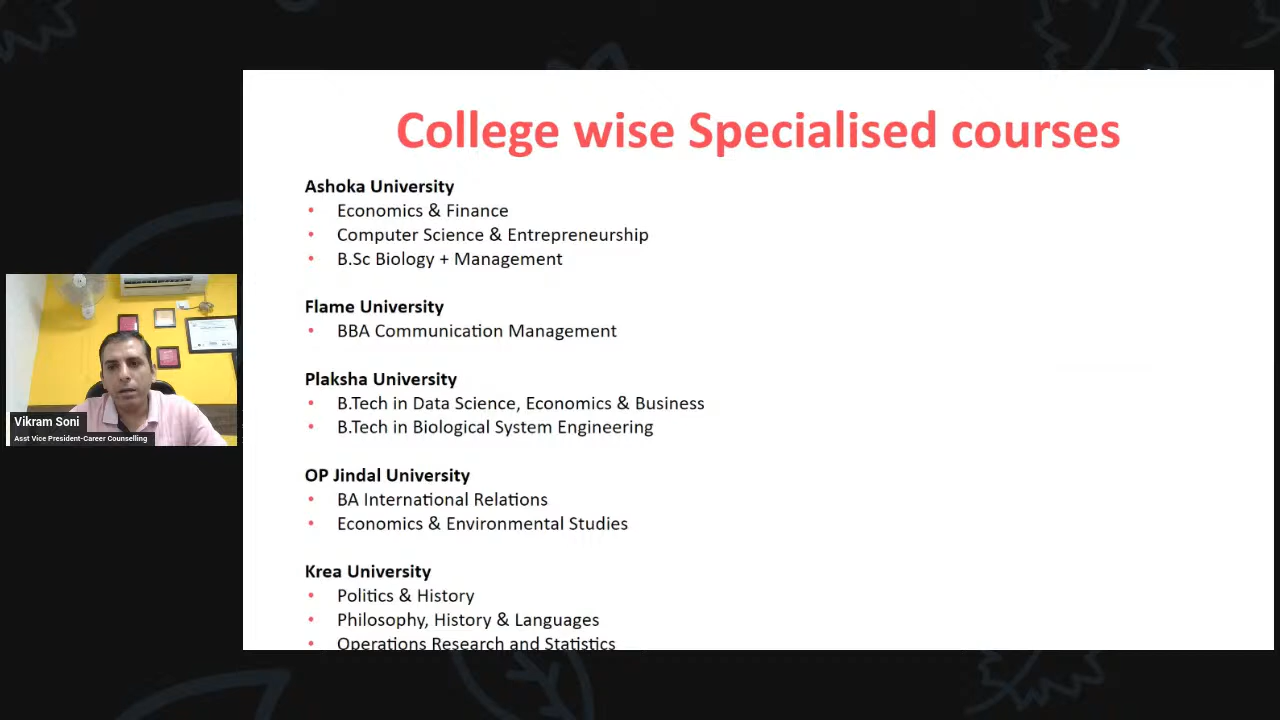 College wise Specialised courses
Ashoka University
• Economics & Finance
• Computer Science & Entrepreneurship
• B.Sc Biology + Management
Flame University
• BBA Communication Management
Plaksha University
• B.Tech in Data Science, Economics & Business
• B.Tech in Biological System Engineering
OP Jindal University
• BA International Relations
• Economics & Environmental Studies
Krea University
• Politics & History
• Philosophy, History & Languages
• Operations Research and Statistics
Vikram Soni
Asst Vice President-Career Counselling